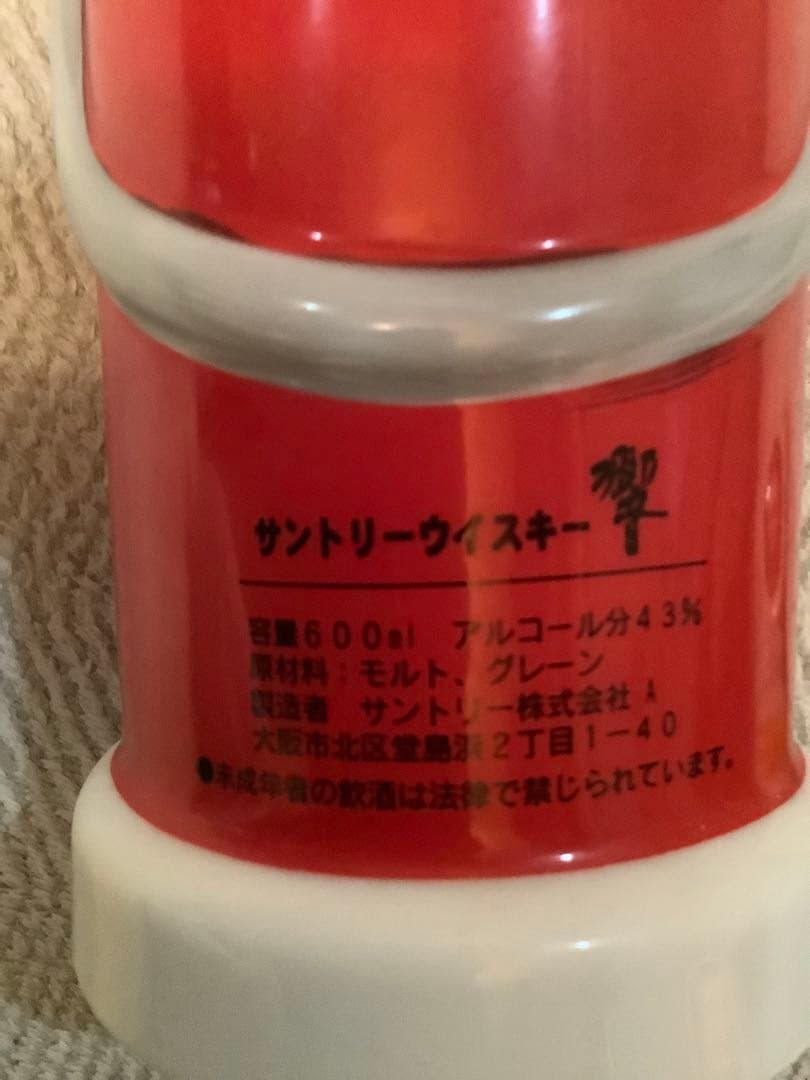 サントリーウイスキー 響
容量600ml アルコール分43%
原材料：モルト、グレーン
製造者 サントリー株式会社 A
大阪市北区堂島浜2丁目1-40
●未成年者の飲酒は法律で禁じられています。